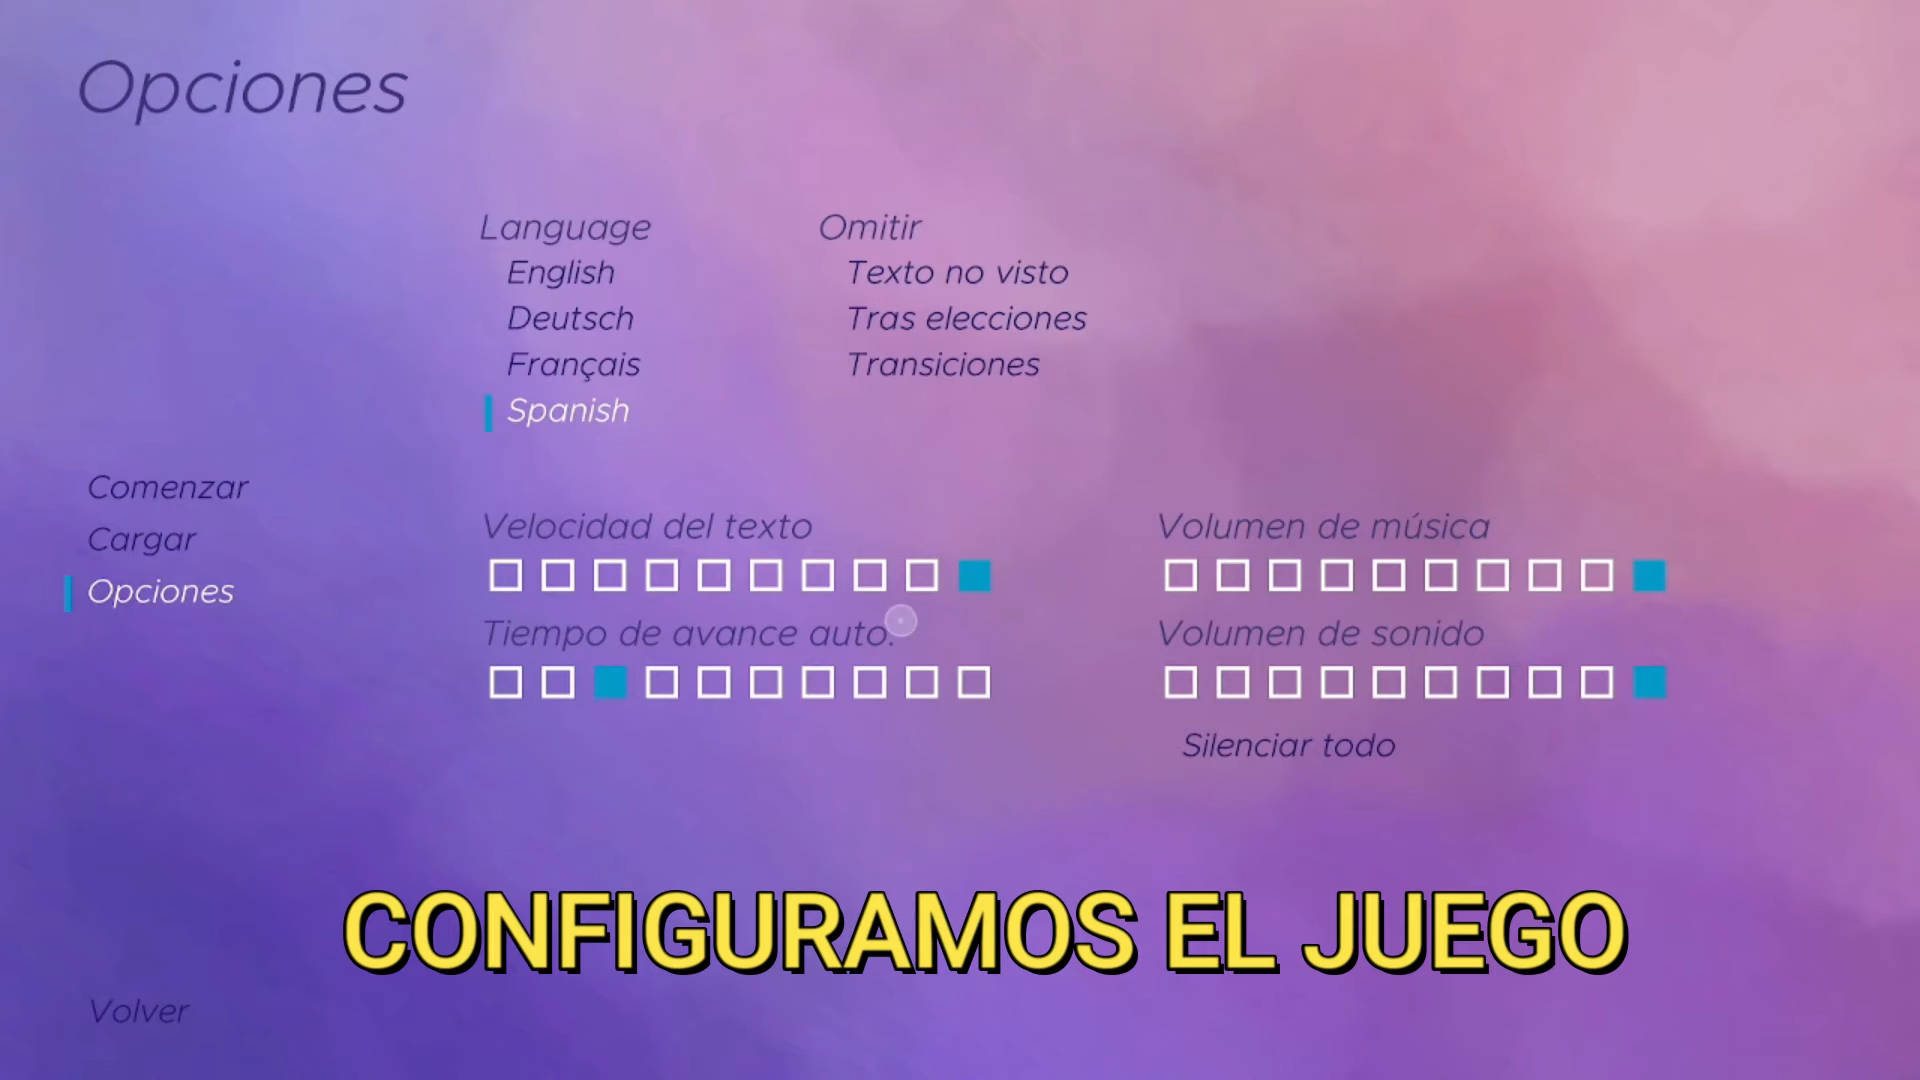 Opciones
Language
English
Deutsch
Français
Spanish
Omitir
Texto no visto
Tras elecciones
Transiciones
Comenzar
Cargar
Opciones
Velocidad del texto
Tiempo de avance auto.
Volumen de música
Volumen de sonido
Silenciar todo
CONFIGURAMOS EL JUEGO
Volver